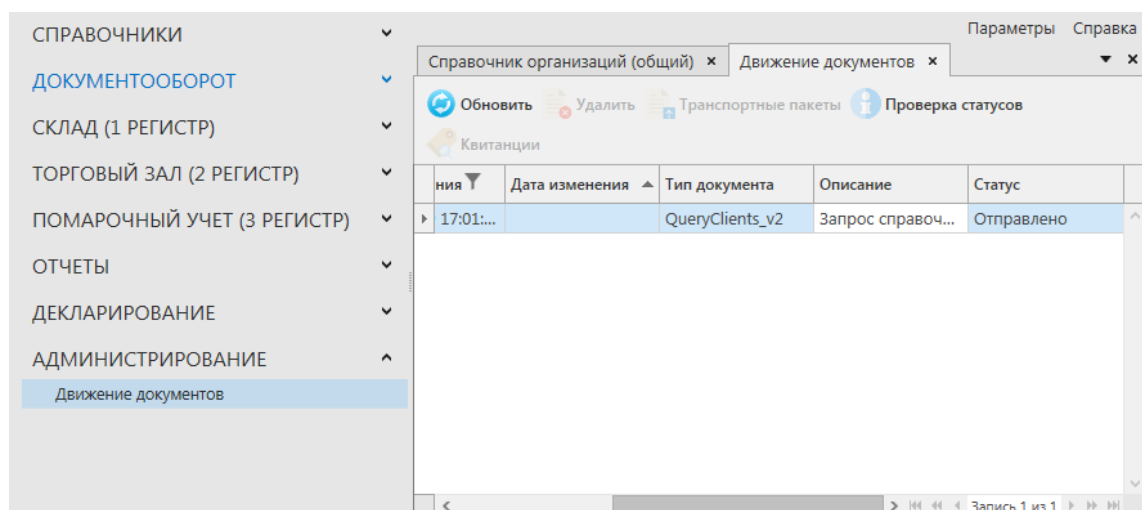 СПРАВОЧНИКИ
ДОКУМЕНТООБОРОТ
СКЛАД (1 РЕГИСТР)
ТОРГОВЫЙ ЗАЛ (2 РЕГИСТР)
ПОМАРОЧНЫЙ УЧЕТ (3 РЕГИСТР)
ОТЧЕТЫ
ДЕКЛАРИРОВАНИЕ
АДМИНИСТРИРОВАНИЕ
Движение документов
Параметры Справка
Справочник организаций (общий) Движение документов
Обновить Удалить Транспортные пакеты Проверка статусов
Квитанции
ния Дата изменения Тип документа Описание Статус
17:01:... QueryClients_v2 Запрос справоч... Отправлено
Запись 1 из 1